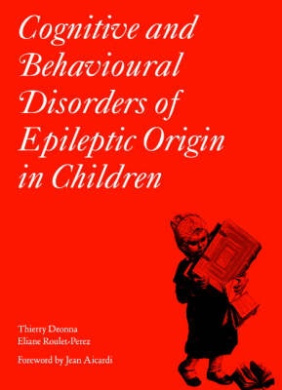 Cognitive and
Behavioural
Disorders of
Epileptic Origin
in Children
Thierry Deonna
Eliane Roulet-Perez
Foreword by Jean Aicardi